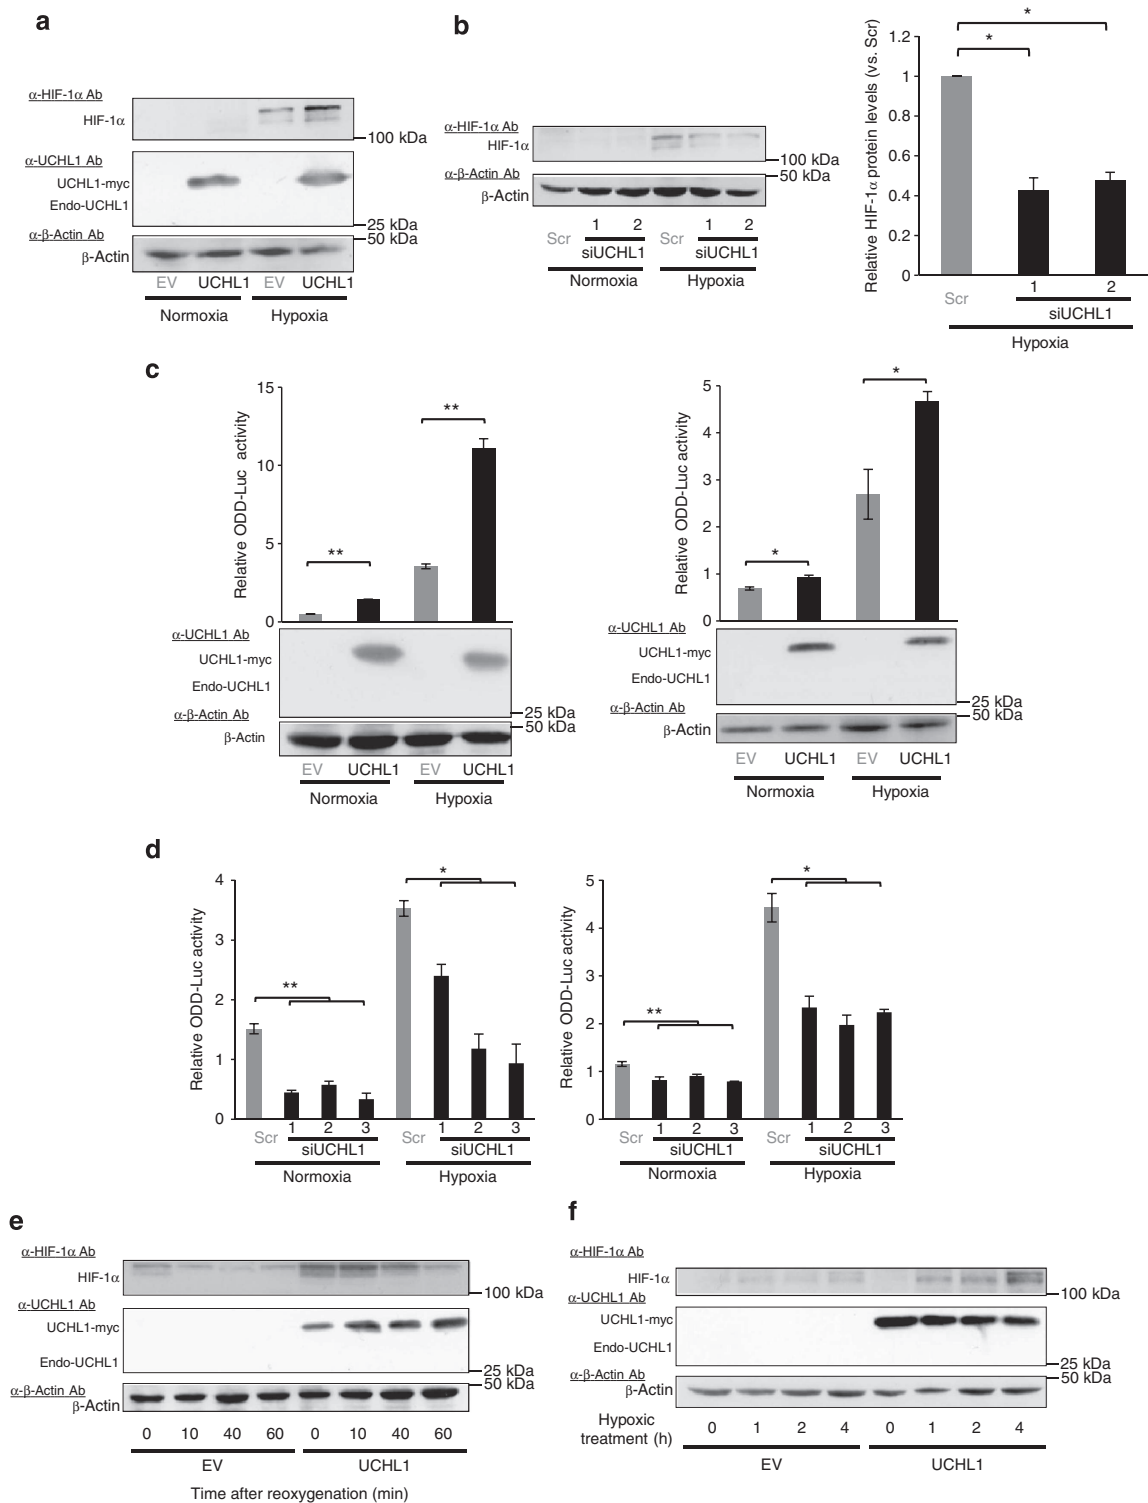 a
α-HIF-1α Ab
HIF-1α
100 kDa
α-UCHL1 Ab
UCHL1-myc
Endo-UCHL1
25 kDa
α-β-Actin Ab
50 kDa
β-Actin
EV UCHL1 EV UCHL1
Normoxia Hypoxia
b
α-HIF-1α Ab
HIF-1α
100 kDa
α-β-Actin Ab
50 kDa
β-Actin
Scr 1 2 Scr 1 2
siUCHL1 siUCHL1
Normoxia Hypoxia
Relative HIF-1α protein levels (vs. Scr)
1.2
1
0.8
0.6
0.4
0.2
0
* *
Scr 1 2
siUCHL1
Hypoxia
c
Relative ODD-Luc activity
15
10
5
0
** **
α-UCHL1 Ab
UCHL1-myc
Endo-UCHL1
25 kDa
α-β-Actin Ab
50 kDa
β-Actin
EV UCHL1 EV UCHL1
Normoxia Hypoxia
Relative ODD-Luc activity
5
4
3
2
1
0
* *
α-UCHL1 Ab
UCHL1-myc
Endo-UCHL1
25 kDa
α-β-Actin Ab
50 kDa
β-Actin
EV UCHL1 EV UCHL1
Normoxia Hypoxia
d
Relative ODD-Luc activity
4
3
2
1
0
** *
Scr 1 2 3 Scr 1 2 3
siUCHL1 siUCHL1
Normoxia Hypoxia
Relative ODD-Luc activity
5
4
3
2
1
0
** *
Scr 1 2 3 Scr 1 2 3
siUCHL1 siUCHL1
Normoxia Hypoxia
e
α-HIF-1α Ab
HIF-1α
100 kDa
α-UCHL1 Ab
UCHL1-myc
Endo-UCHL1
25 kDa
α-β-Actin Ab
50 kDa
β-Actin
0 10 40 60 0 10 40 60
EV UCHL1
Time after reoxygenation (min)
f
α-HIF-1α Ab
HIF-1α
100 kDa
α-UCHL1 Ab
UCHL1-myc
Endo-UCHL1
25 kDa
α-β-Actin Ab
50 kDa
β-Actin
Hypoxic
treatment (h)
0 1 2 4 0 1 2 4
EV UCHL1